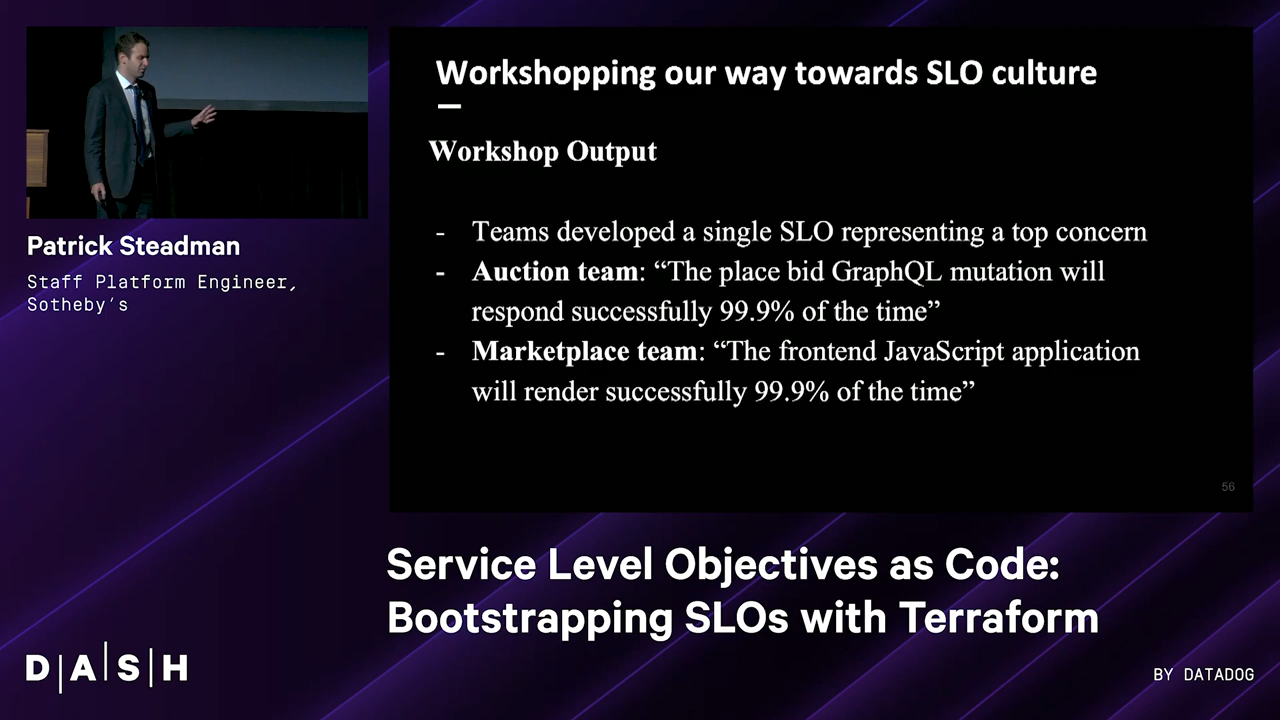 Workshopping our way towards SLO culture
Workshop Output
- Teams developed a single SLO representing a top concern
- Auction team: “The place bid GraphQL mutation will
respond successfully 99.9% of the time”
- Marketplace team: “The frontend JavaScript application
will render successfully 99.9% of the time”
56
Patrick Steadman
Staff Platform Engineer,
Sotheby's
Service Level Objectives as Code:
Bootstrapping SLOs with Terraform
D|A|S|H
BY DATADOG